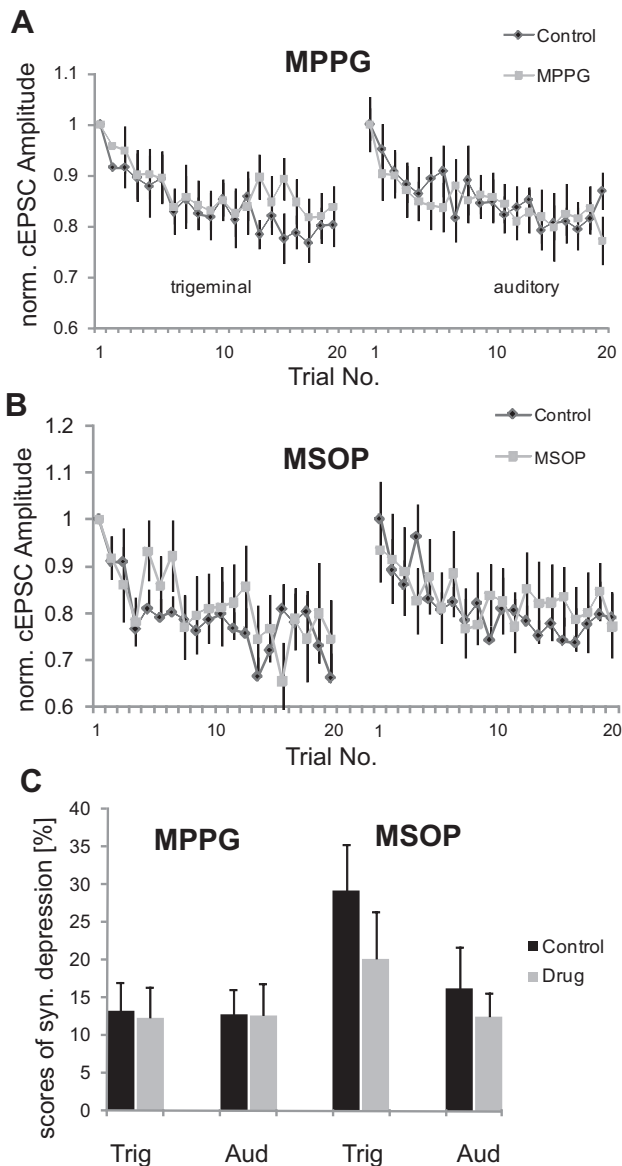 A
Control
MPPG
MPPG
norm. cEPSC Amplitude
1.1
1
0.9
0.8
0.7
0.6
trigeminal
auditory
1
10
20
1
10
20
Trial No.
B
Control
MSOP
MSOP
norm. cEPSC Amplitude
1.2
1.1
1
0.9
0.8
0.7
0.6
1
10
20
1
10
20
Trial No.
C
scores of syn. depression [%]
40
35
30
25
20
15
10
5
0
MPPG
MSOP
Control
Drug
Trig
Aud
Trig
Aud